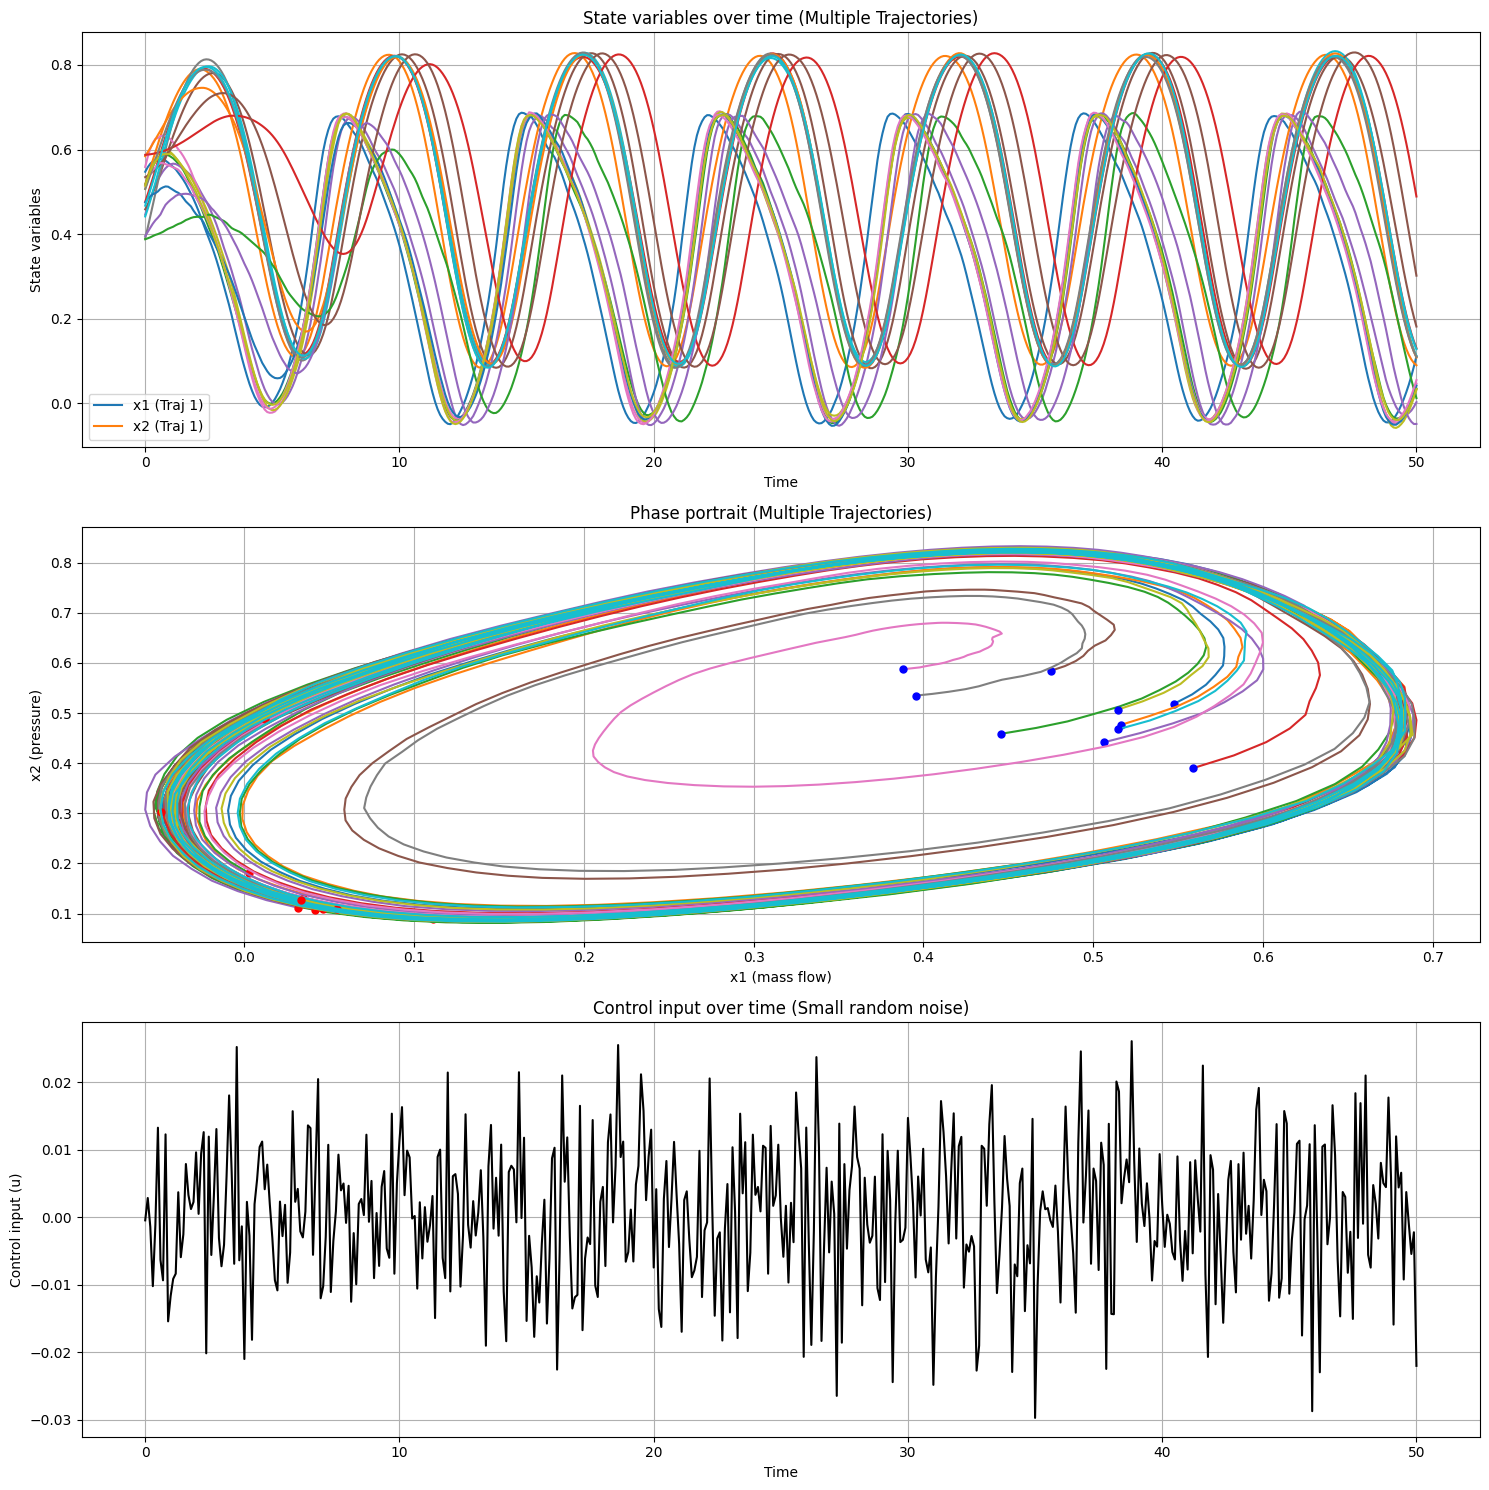 State variables over time (Multiple Trajectories)
State variables
0.8
0.6
0.4
0.2
0.0
x1 (Traj 1)
x2 (Traj 1)
0 10 20 30 40 50
Time
Phase portrait (Multiple Trajectories)
x2 (pressure)
0.8
0.7
0.6
0.5
0.4
0.3
0.2
0.1
0.0 0.1 0.2 0.3 0.4 0.5 0.6 0.7
x1 (mass flow)
Control input over time (Small random noise)
Control input (u)
0.02
0.01
0.00
−0.01
−0.02
−0.03
0 10 20 30 40 50
Time